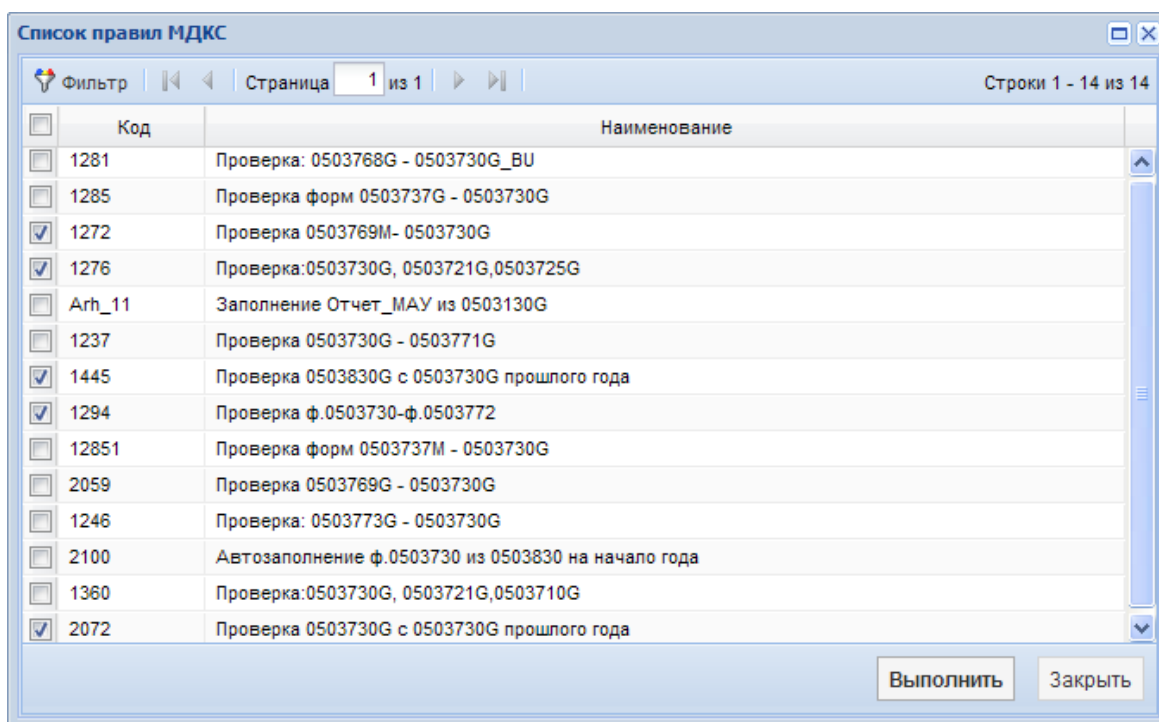 Список правил МДКС
Фильтр Страница 1 из 1 Строки 1 - 14 из 14
Код Наименование
1281 Проверка: 0503768G - 0503730G_BU
1285 Проверка форм 0503737G - 0503730G
1272 Проверка 0503769M- 0503730G
1276 Проверка:0503730G, 0503721G,0503725G
Arh_11 Заполнение Отчет_МАУ из 0503130G
1237 Проверка 0503730G - 0503771G
1445 Проверка 0503830G с 0503730G прошлого года
1294 Проверка ф.0503730-ф.0503772
12851 Проверка форм 0503737M - 0503730G
2059 Проверка 0503769G - 0503730G
1246 Проверка: 0503773G - 0503730G
2100 Автозаполнение ф.0503730 из 0503830 на начало года
1360 Проверка:0503730G, 0503721G,0503710G
2072 Проверка 0503730G с 0503730G прошлого года
Выполнить Закрыть